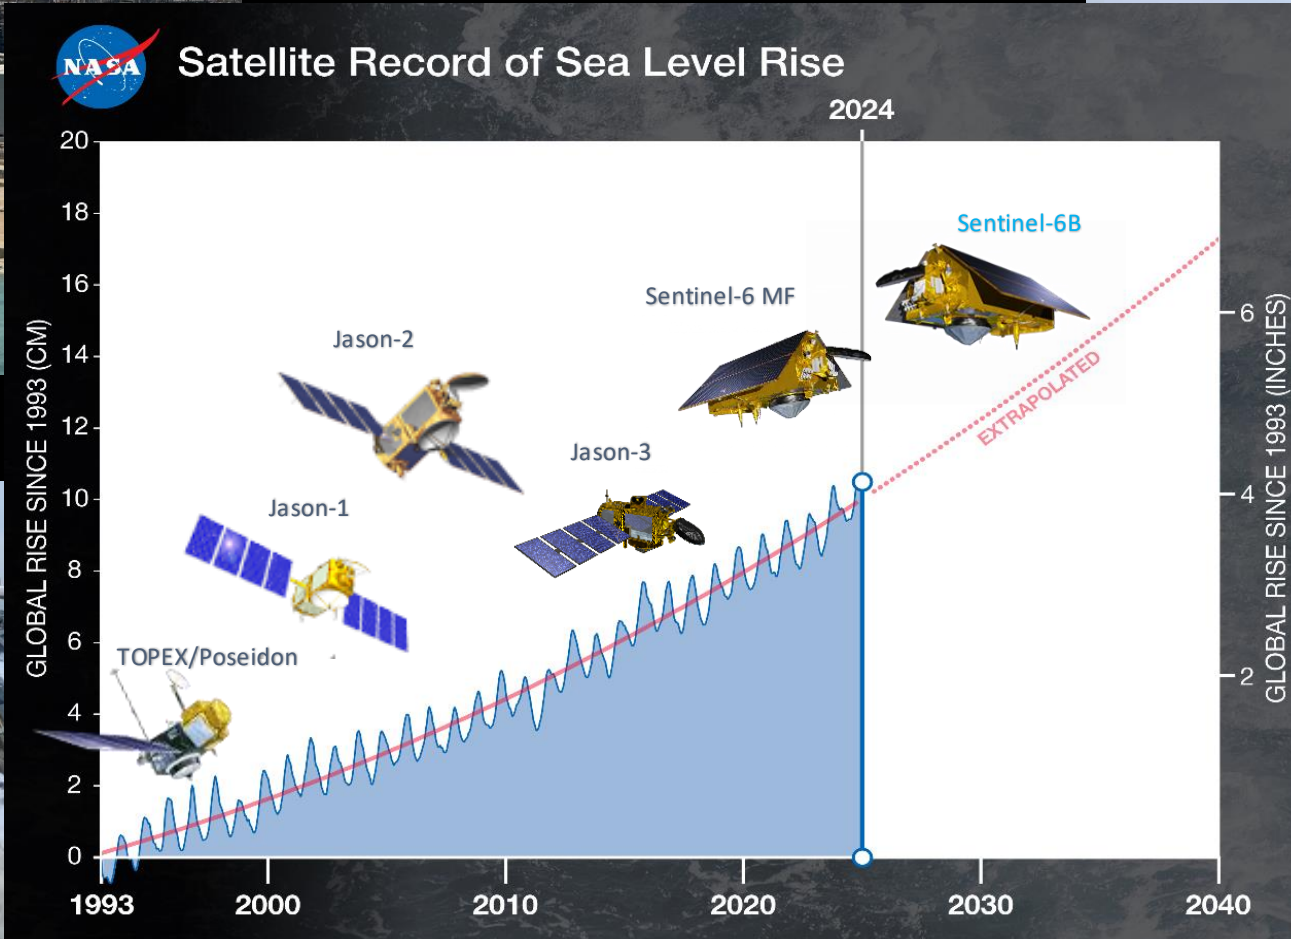 NASA
Satellite Record of Sea Level Rise
2024
20
18
16
14
12
10
8
6
4
2
0
GLOBAL RISE SINCE 1993 (CM)
TOPEX/Poseidon
Jason-1
Jason-2
Jason-3
Sentinel-6 MF
Sentinel-6B
EXTRAPOLATED
6
4
2
GLOBAL RISE SINCE 1993 (INCHES)
1993 2000 2010 2020 2030 2040